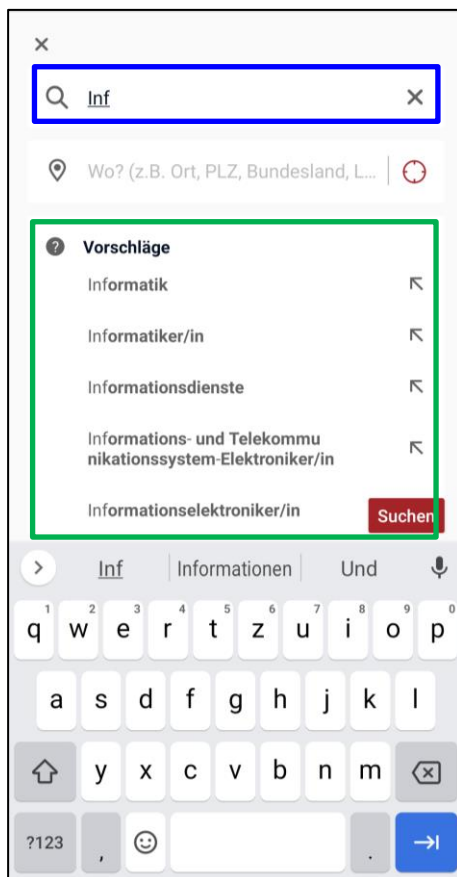 Inf
Wo? (z.B. Ort, PLZ, Bundesland, L...
? Vorschläge
Informatik
Informatiker/in
Informationsdienste
Informations- und Telekommu
nikationssystem-Elektroniker/in
Informationselektroniker/in
Suchen
Inf Informationen Und
1 2 3 4 5 6 7 8 9 0
q w e r t z u i o p
a s d f g h j k l
y x c v b n m
?123 , .